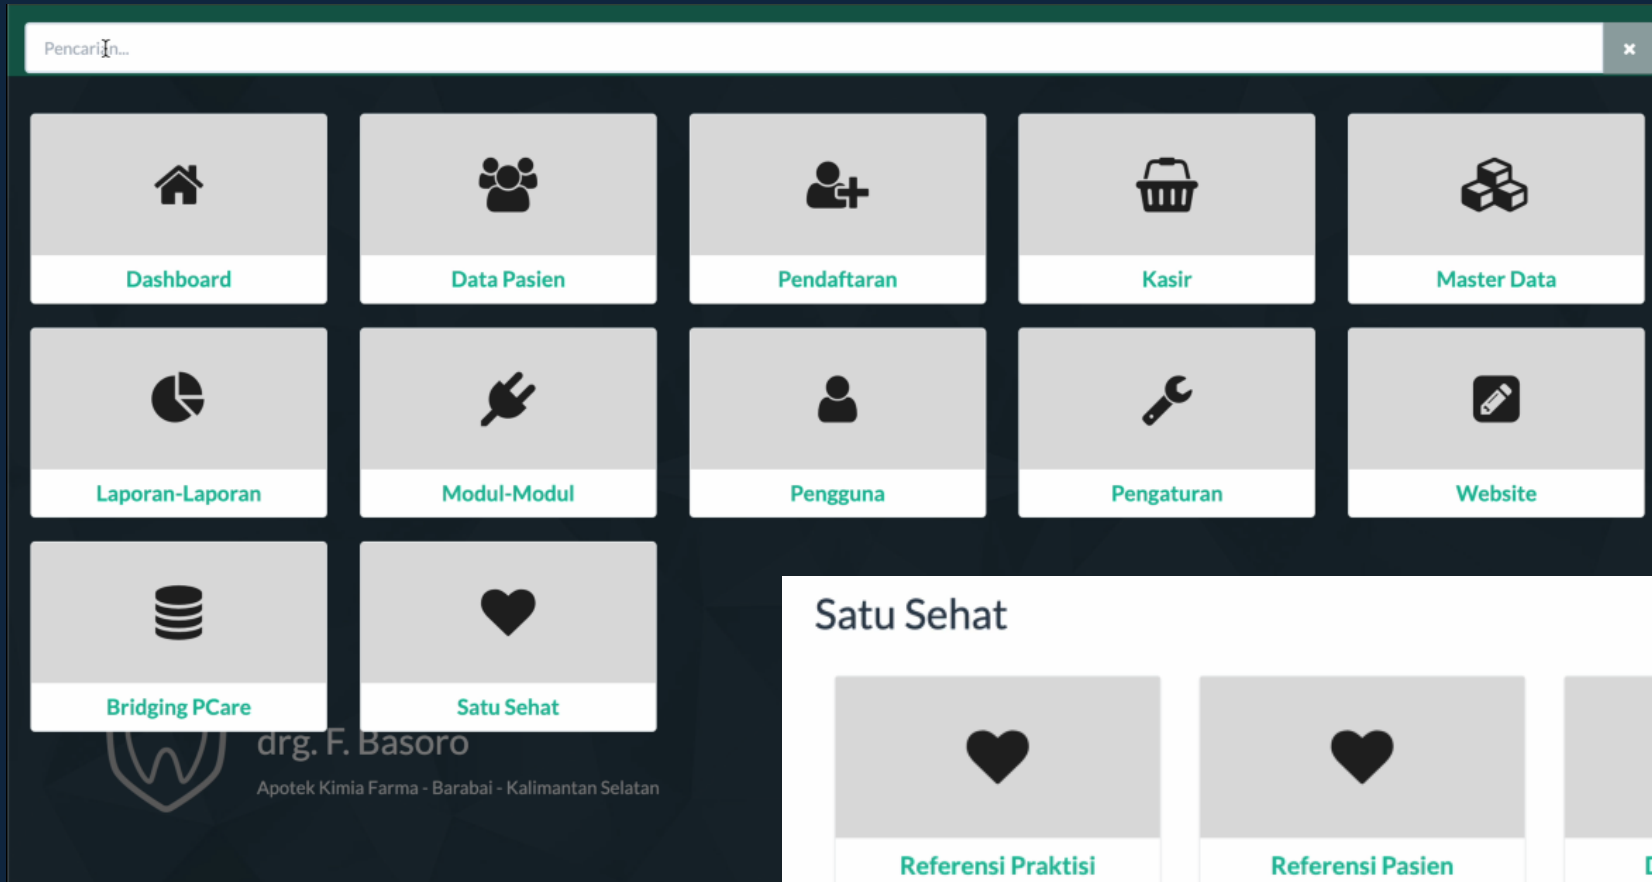 Pencarian...
Dashboard
Data Pasien
Pendaftaran
Kasir
Master Data
Laporan-Laporan
Modul-Modul
Pengguna
Pengaturan
Website
Bridging PCare
Satu Sehat
drg. F. Basoro
Apotek Kimia Farma - Barabai - Kalimantan Selatan
Satu Sehat
Referensi Praktisi
Referensi Pasien